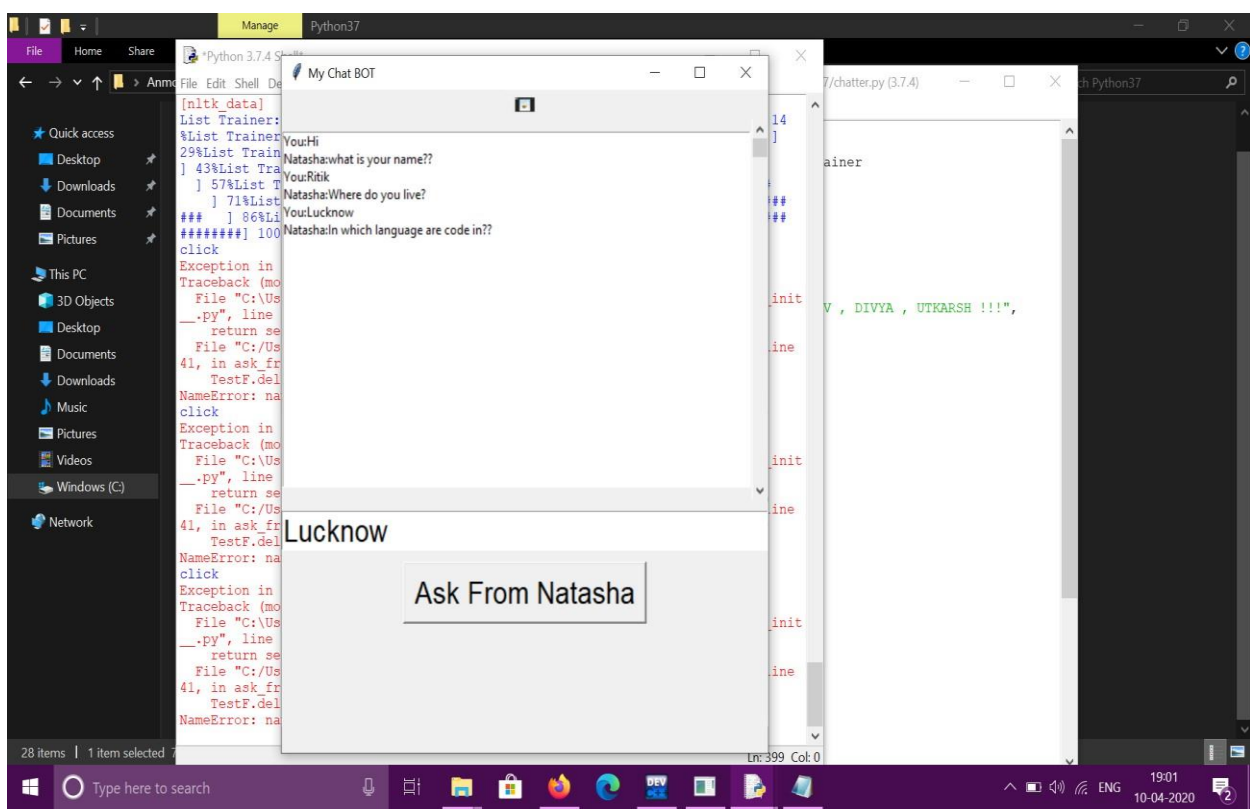 Manage
Python37
File Home Share
*Python 3.7.4 S
My Chat BOT
File Edit Shell De
7/chatter.py (3.7.4)
ch Python37
Quick access
Desktop
Downloads
Documents
Pictures
This PC
3D Objects
Desktop
Documents
Downloads
Music
Pictures
Videos
Windows (C:)
Network
[nltk_data]
List Trainer: 14
%List Trainer ]
29%List Train
] 43%List Tra
] 57%List T #
] 71%List ##
### ] 86%Li ##
########] 100
click
Exception in
Traceback (mo
File "C:\Us init
__.py", line
return se
File "C:/Us ine
41, in ask_fr
TestF.del
NameError: na
click
Exception in
Traceback (mo
File "C:\Us init
__.py", line
return se
File "C:/Us ine
41, in ask_fr
TestF.del
NameError: na
click
Exception in
Traceback (mo
File "C:\Us init
__.py", line
return se
File "C:/Us ine
41, in ask_fr
TestF.del
NameError: na
You:Hi
Natasha:what is your name??
You:Ritik
Natasha:Where do you live?
You:Lucknow
Natasha:In which language are code in??
Lucknow
Ask From Natasha
ainer
V , DIVYA , UTKARSH !!!",
28 items 1 item selected 7
Ln: 399 Col: 0
Type here to search
DEV
ENG
19:01
10-04-2020
2